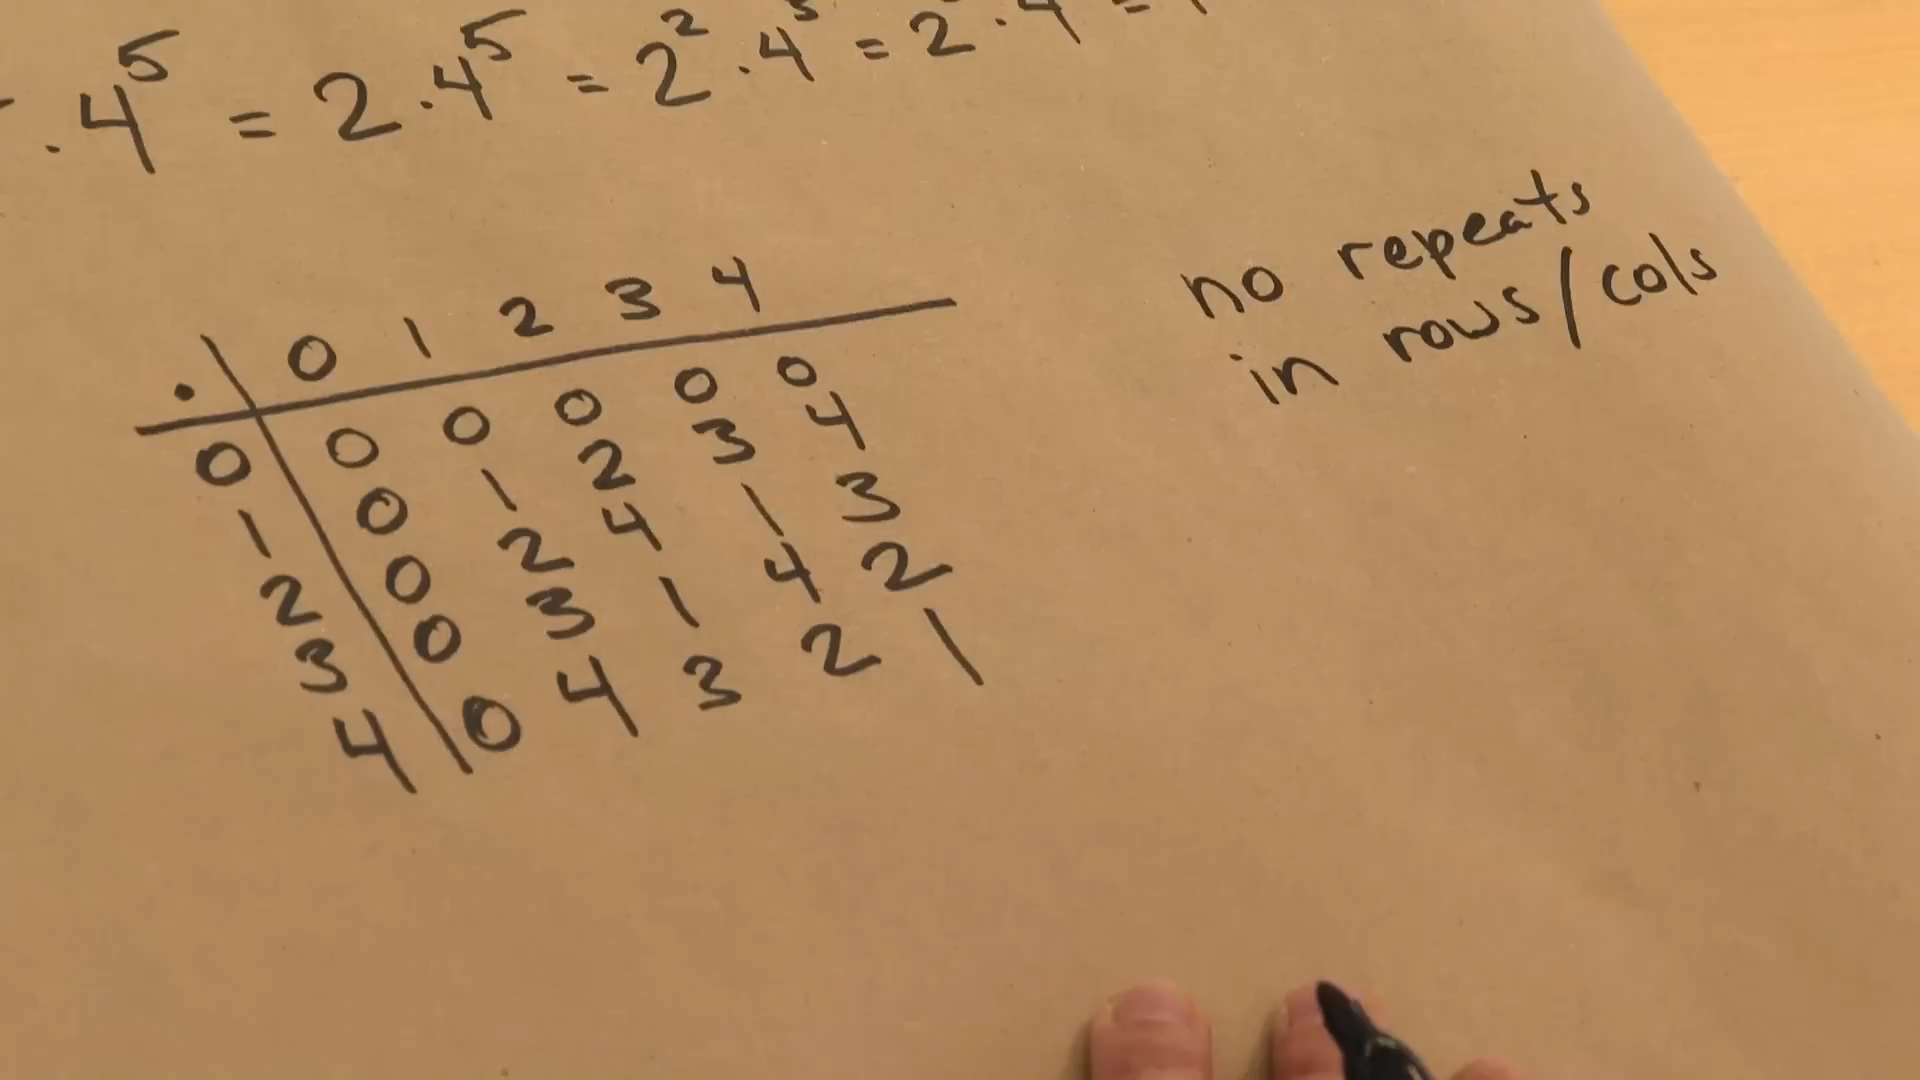 . 4⁵ = 2 . 4⁵ = 2² . 4⁵ = 2 . 4 =
. 0 1 2 3 4
0 0 0 0 0 0
1 0 1 2 3 4
2 0 2 4 1 3
3 0 3 1 4 2
4 0 4 3 2 1
no repeats
in rows/cols